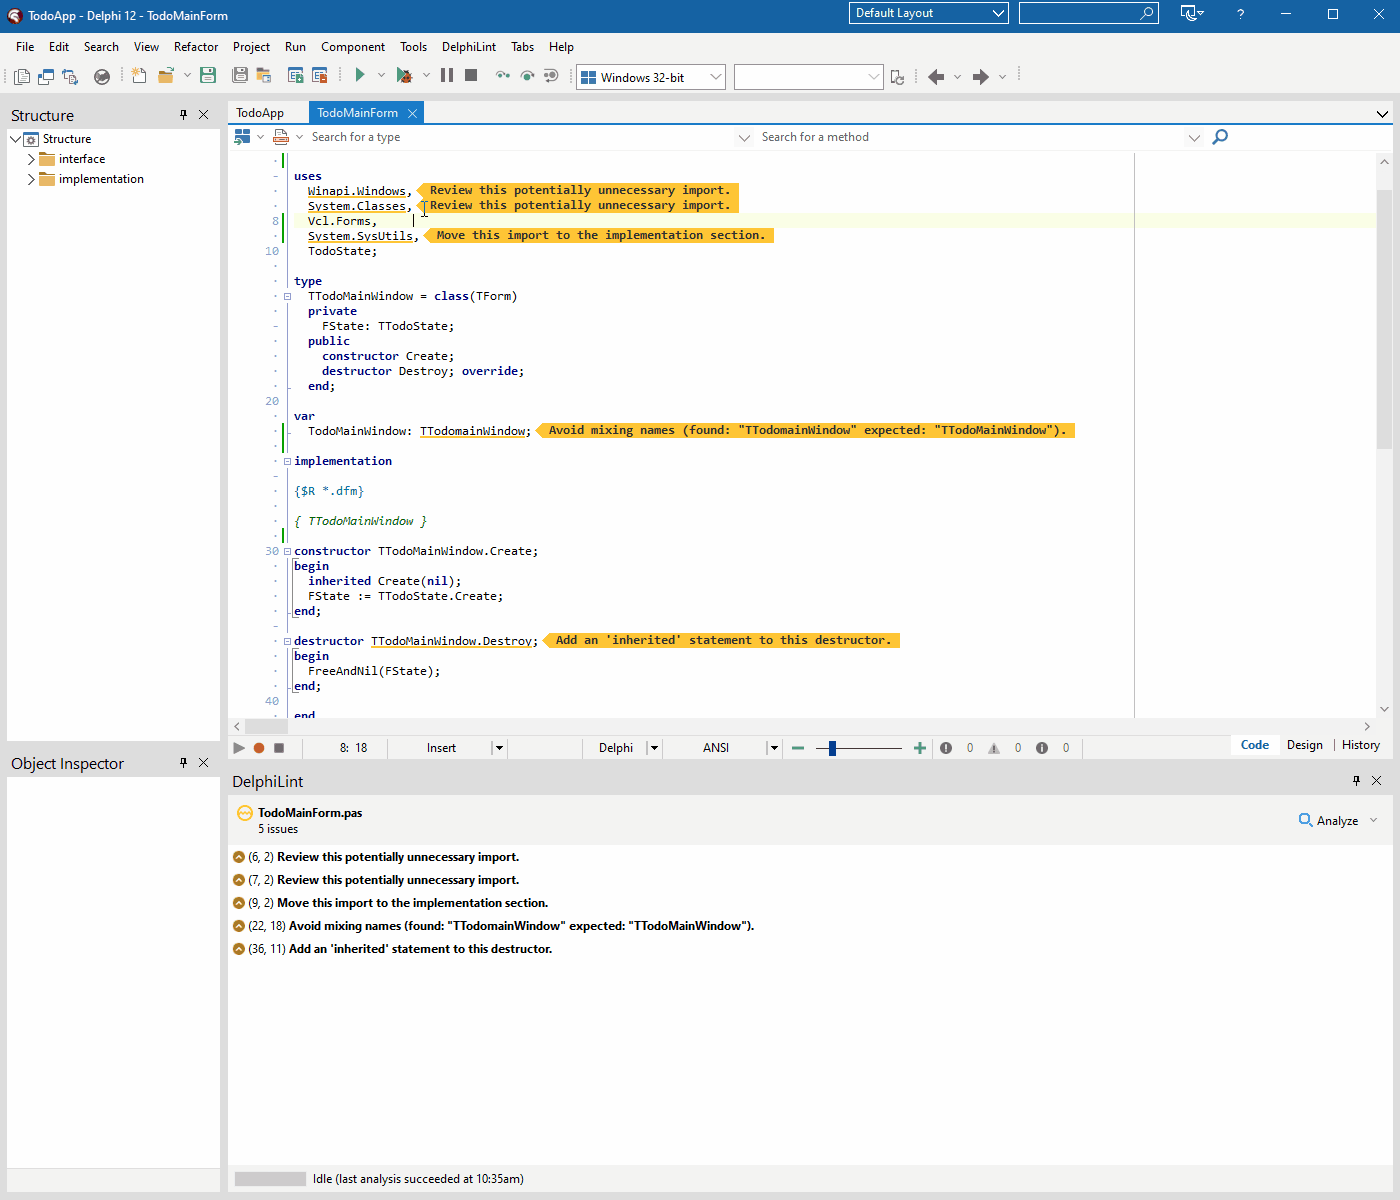 TodoApp - Delphi 12 - TodoMainForm
Default Layout
?
File Edit Search View Refactor Project Run Component Tools DelphiLint Tabs Help
Windows 32-bit
Structure
Structure
interface
implementation
TodoApp TodoMainForm
Search for a type Search for a method
uses
Winapi.Windows, Review this potentially unnecessary import.
System.Classes, Review this potentially unnecessary import.
8 Vcl.Forms,
System.SysUtils, Move this import to the implementation section.
10 TodoState;
type
TTodoMainWindow = class(TForm)
private
FState: TTodoState;
public
constructor Create;
destructor Destroy; override;
end;
20
var
TodoMainWindow: TTodomainWindow; Avoid mixing names (found: "TTodomainWindow" expected: "TTodoMainWindow").
implementation
{$R *.dfm}
{ TTodoMainWindow }
30 constructor TTodoMainWindow.Create;
begin
inherited Create(nil);
FState := TTodoState.Create;
end;
destructor TTodoMainWindow.Destroy; Add an 'inherited' statement to this destructor.
begin
FreeAndNil(FState);
end;
40
end
8: 18 Insert Delphi ANSI 0 0 0 Code Design History
Object Inspector
DelphiLint
TodoMainForm.pas
5 issues
Analyze
(6, 2) Review this potentially unnecessary import.
(7, 2) Review this potentially unnecessary import.
(9, 2) Move this import to the implementation section.
(22, 18) Avoid mixing names (found: "TTodomainWindow" expected: "TTodoMainWindow").
(36, 11) Add an 'inherited' statement to this destructor.
Idle (last analysis succeeded at 10:35am)